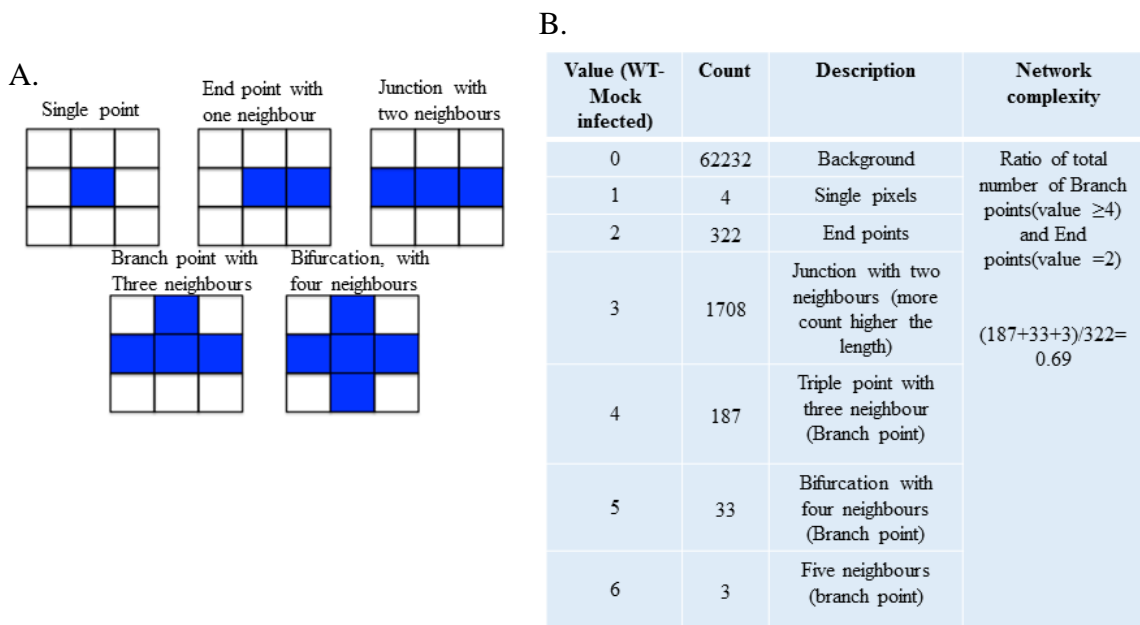 A.
Single point
End point with
one neighbour
Junction with
two neighbours
Branch point with
Three neighbours
Bifurcation, with
four neighbours
B.
Value (WT-
Mock
infected)
Count
Description
Network
complexity
0
62232
Background
1
4
Single pixels
2
322
End points
3
1708
Junction with two
neighbours (more
count higher the
length)
4
187
Triple point with
three neighbour
(Branch point)
5
33
Bifurcation with
four neighbours
(Branch point)
6
3
Five neighbours
(branch point)
Ratio of total
number of Branch
points(value ≥4)
and End
points(value =2)
(187+33+3)/322=
0.69